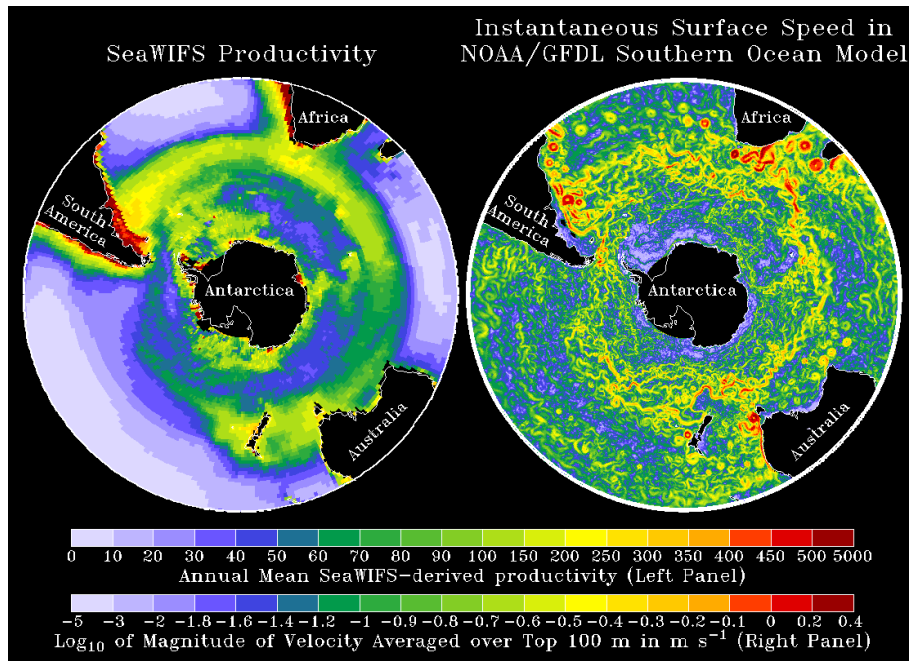 SeaWIFS Productivity
Instantaneous Surface Speed in
NOAA/GFDL Southern Ocean Model
Africa
South
America
Antarctica
Australia
Africa
South
America
Antarctica
Australia
0 10 20 30 40 50 60 70 80 90 100 150 200 250 300 350 400 450 500 5000
Annual Mean SeaWIFS-derived productivity (Left Panel)
-5 -3 -2 -1.8 -1.6 -1.4 -1.2 -1 -0.9 -0.8 -0.7 -0.6 -0.5 -0.4 -0.3 -0.2 -0.1 0 0.2 0.4
Log₁₀ of Magnitude of Velocity Averaged over Top 100 m in m s⁻¹ (Right Panel)